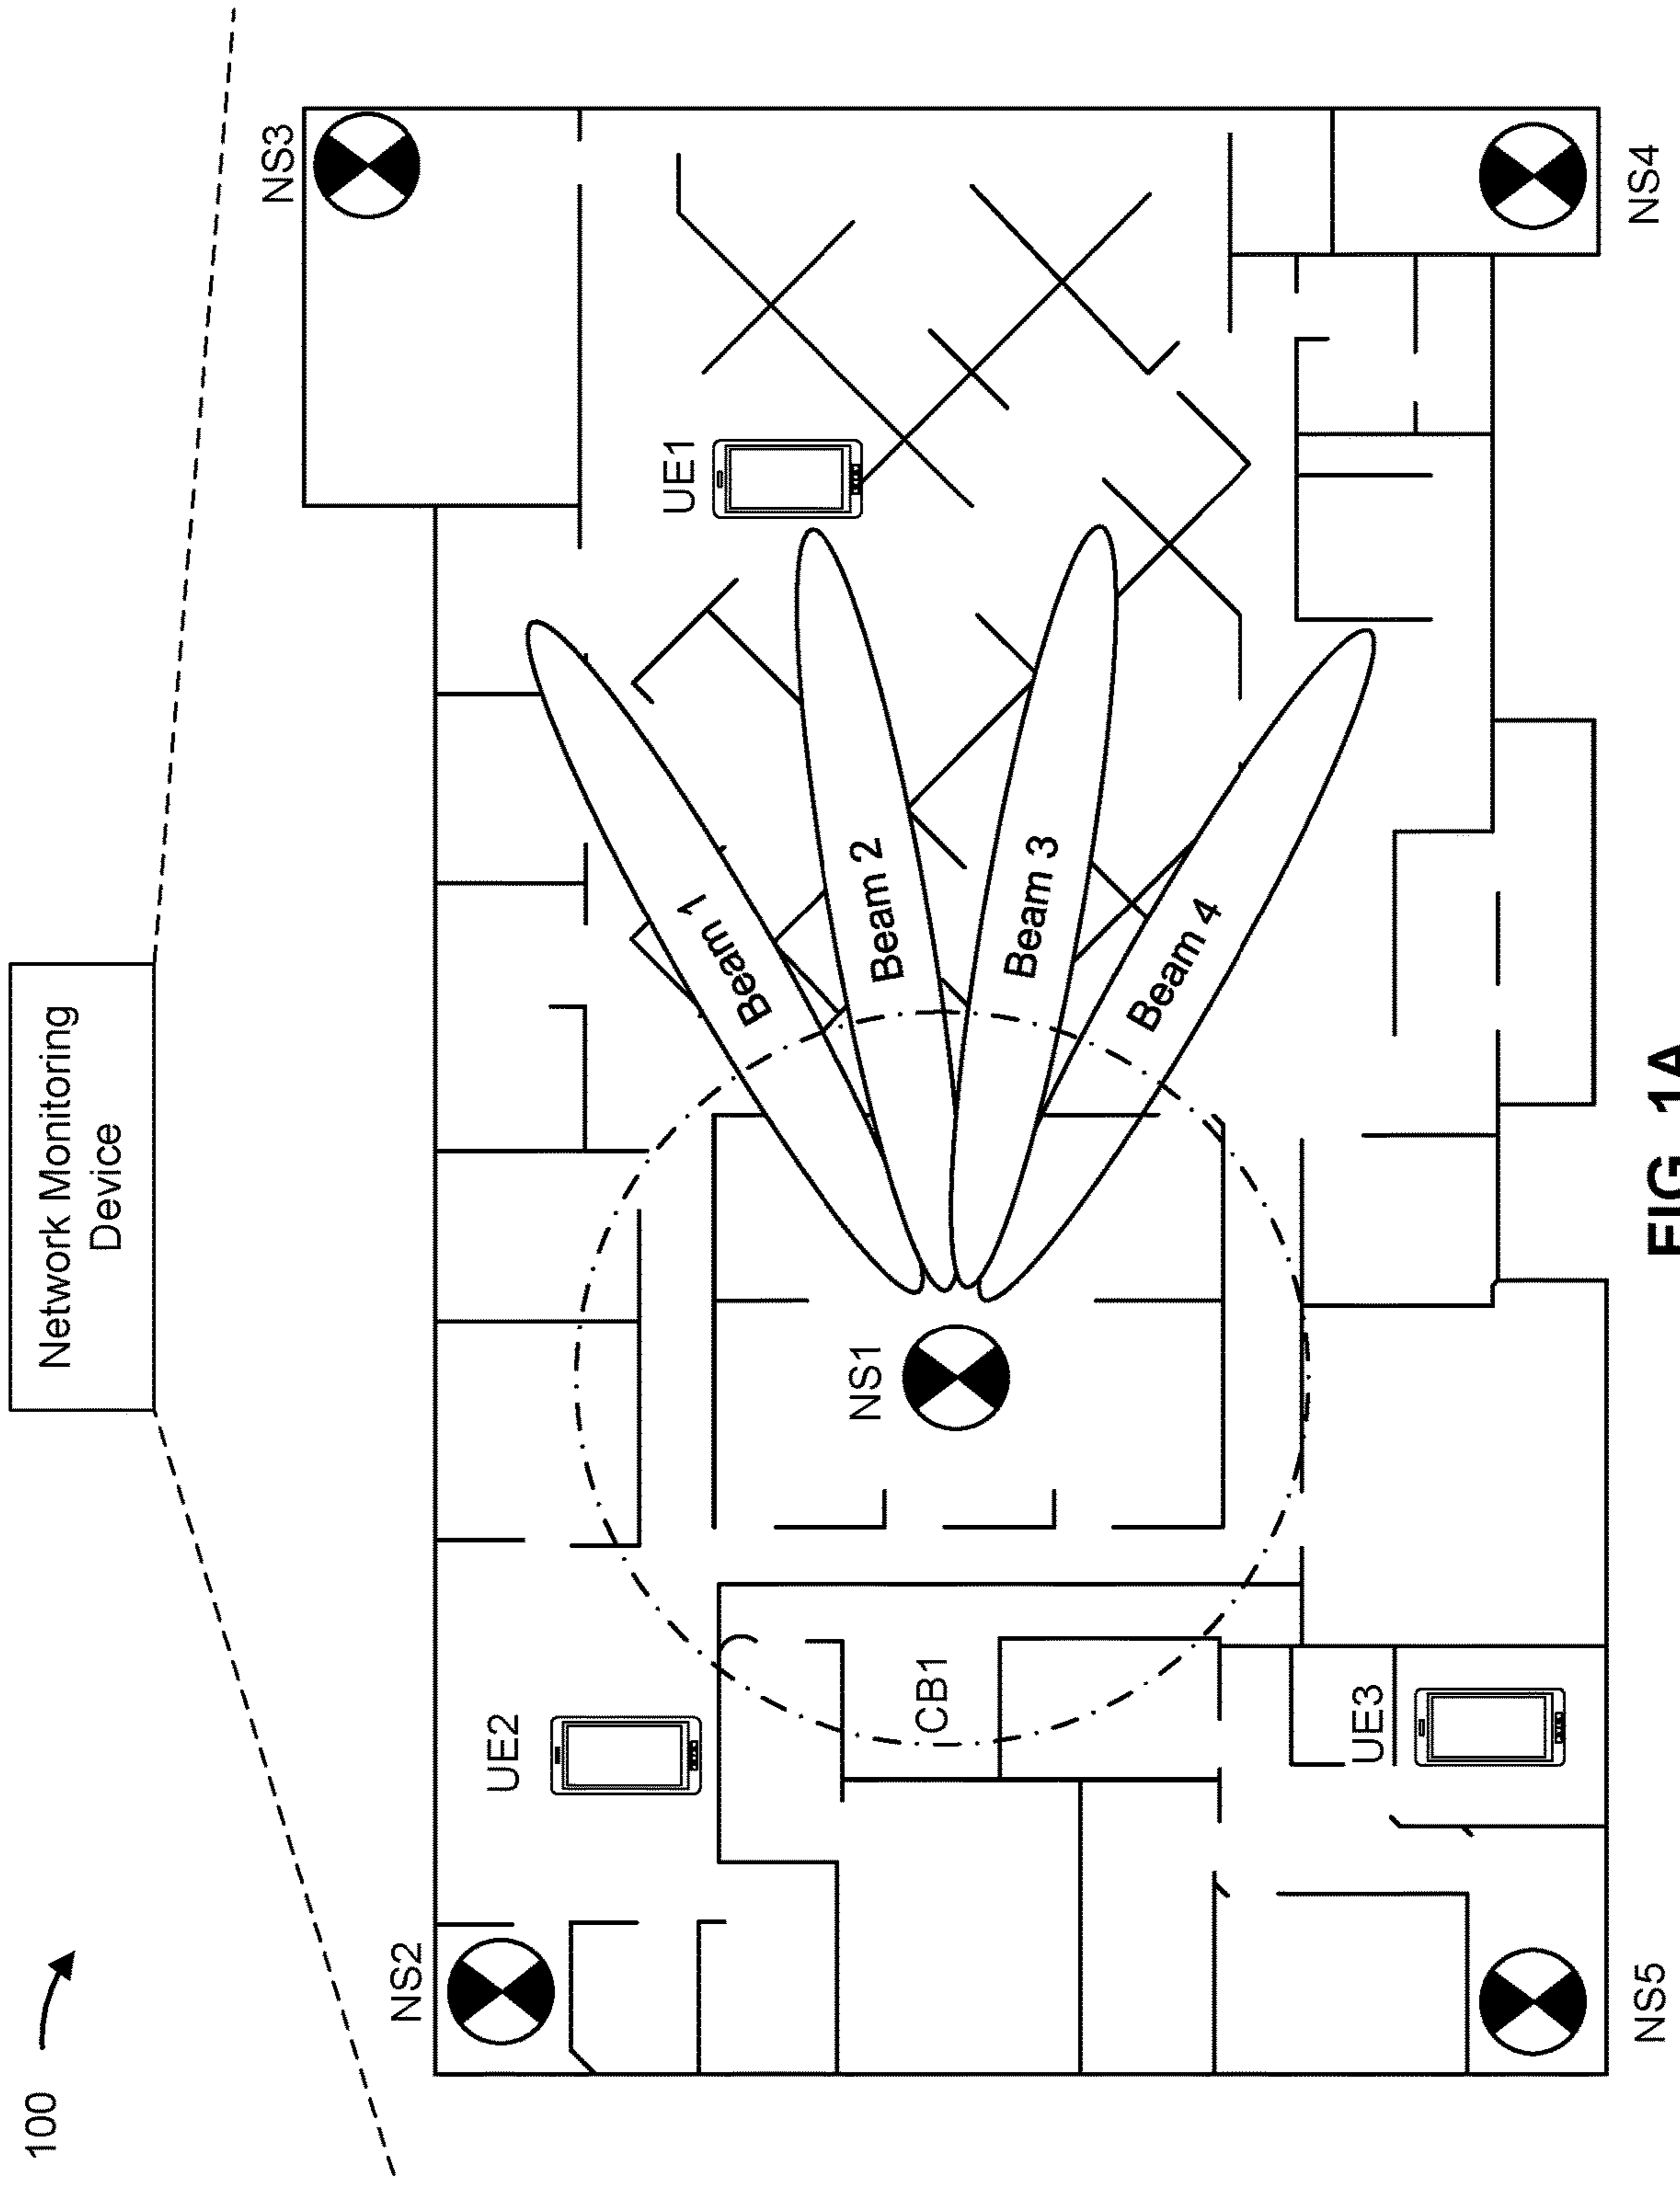 100
Network Monitoring
Device
NS2
NS3
UE2
UE1
NS1
Beam 1
Beam 2
Beam 3
Beam 4
CB1
UE3
NS5
NS4
FIG. 1A